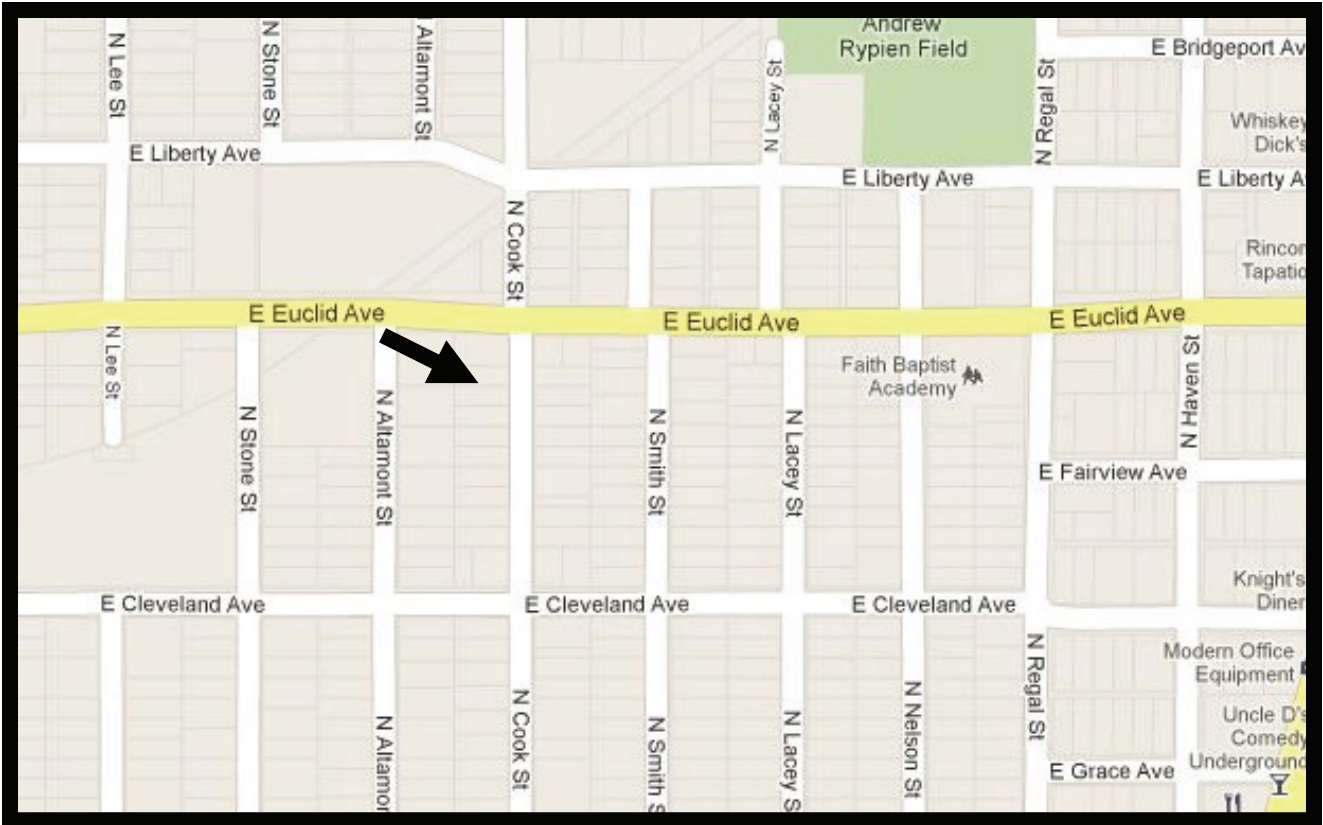 N Lee St
N Stone St
Altamont St
Andrew
Rypien Field
N Lacey St
N Regal St
E Bridgeport Av
Whiskey
Dick's
E Liberty Ave
E Liberty Ave
E Liberty A
N Cook St
Rincon
Tapatio
E Euclid Ave
E Euclid Ave
E Euclid Ave
N Lee St
N Stone St
N Altamont St
N Smith St
N Lacey St
Faith Baptist
Academy
N Haven St
E Fairview Ave
Knight's
Diner
E Cleveland Ave
E Cleveland Ave
E Cleveland Ave
N Altamon
N Cook St
N Smith S
N Lacey S
N Nelson St
N Regal St
Modern Office
Equipment
Uncle D's
Comedy
Underground
E Grace Ave